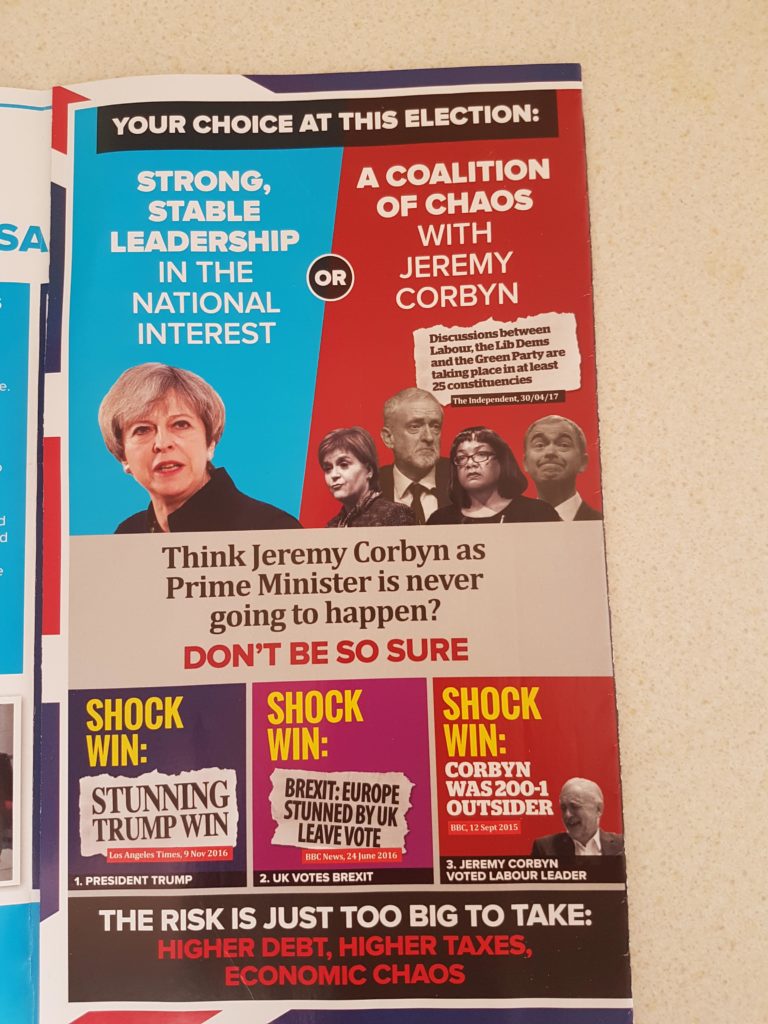 SA
YOUR CHOICE AT THIS ELECTION:
STRONG,
STABLE
LEADERSHIP
IN THE
NATIONAL
INTEREST
OR
A COALITION
OF CHAOS
WITH
JEREMY
CORBYN
Discussions between
Labour, the Lib Dems
and the Green Party are
taking place in at least
25 constituencies
The Independent, 30/04/17
Think Jeremy Corbyn as
Prime Minister is never
going to happen?
DON'T BE SO SURE
SHOCK
WIN:
STUNNING
TRUMP WIN
Los Angeles Times, 9 Nov 2016
1. PRESIDENT TRUMP
SHOCK
WIN:
BREXIT: EUROPE
STUNNED BY UK
LEAVE VOTE
BBC News, 24 June 2016
2. UK VOTES BREXIT
SHOCK
WIN:
CORBYN
WAS 200-1
OUTSIDER
BBC, 12 Sept 2015
3. JEREMY CORBYN
VOTED LABOUR LEADER
THE RISK IS JUST TOO BIG TO TAKE:
HIGHER DEBT, HIGHER TAXES,
ECONOMIC CHAOS